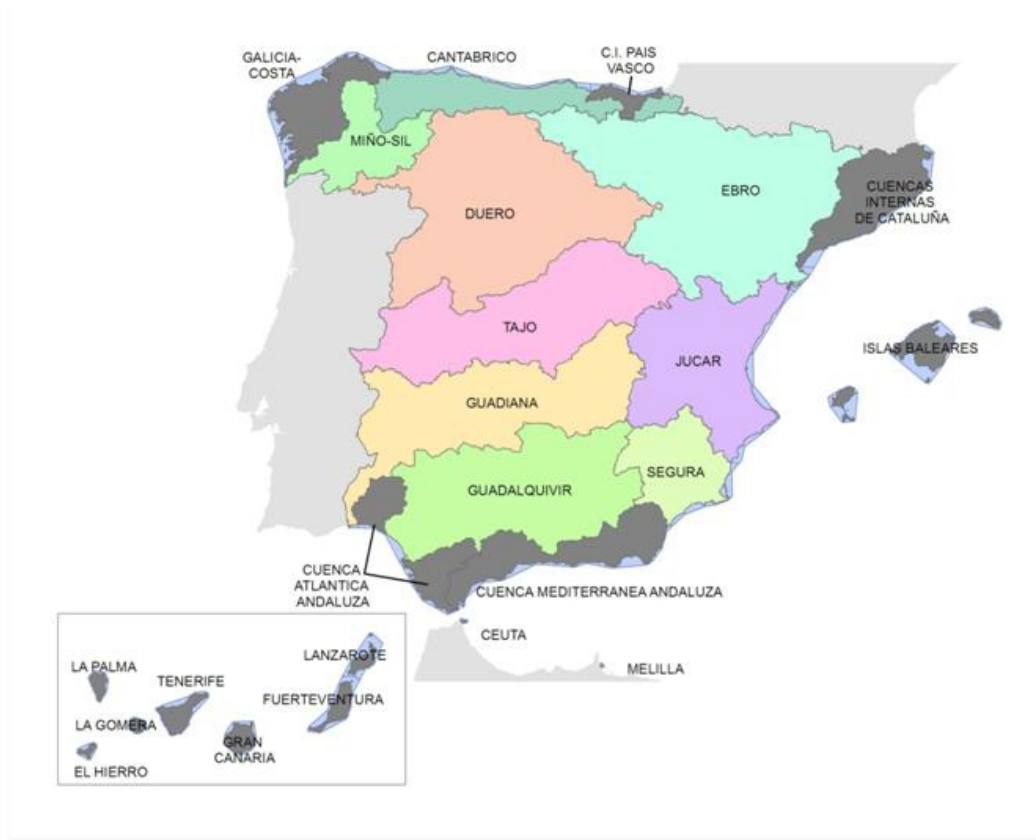 GALICIA-
COSTA
CANTABRICO
C.I. PAIS
VASCO
MIÑO-SIL
DUERO
EBRO
CUENCAS
INTERNAS
DE CATALUÑA
TAJO
JUCAR
ISLAS BALEARES
GUADIANA
SEGURA
GUADALQUIVIR
CUENCA
ATLANTICA
ANDALUZA
CUENCA MEDITERRANEA ANDALUZA
CEUTA
MELILLA
LA PALMA
TENERIFE
LANZAROTE
FUERTEVENTURA
LA GOMERA
GRAN
CANARIA
EL HIERRO